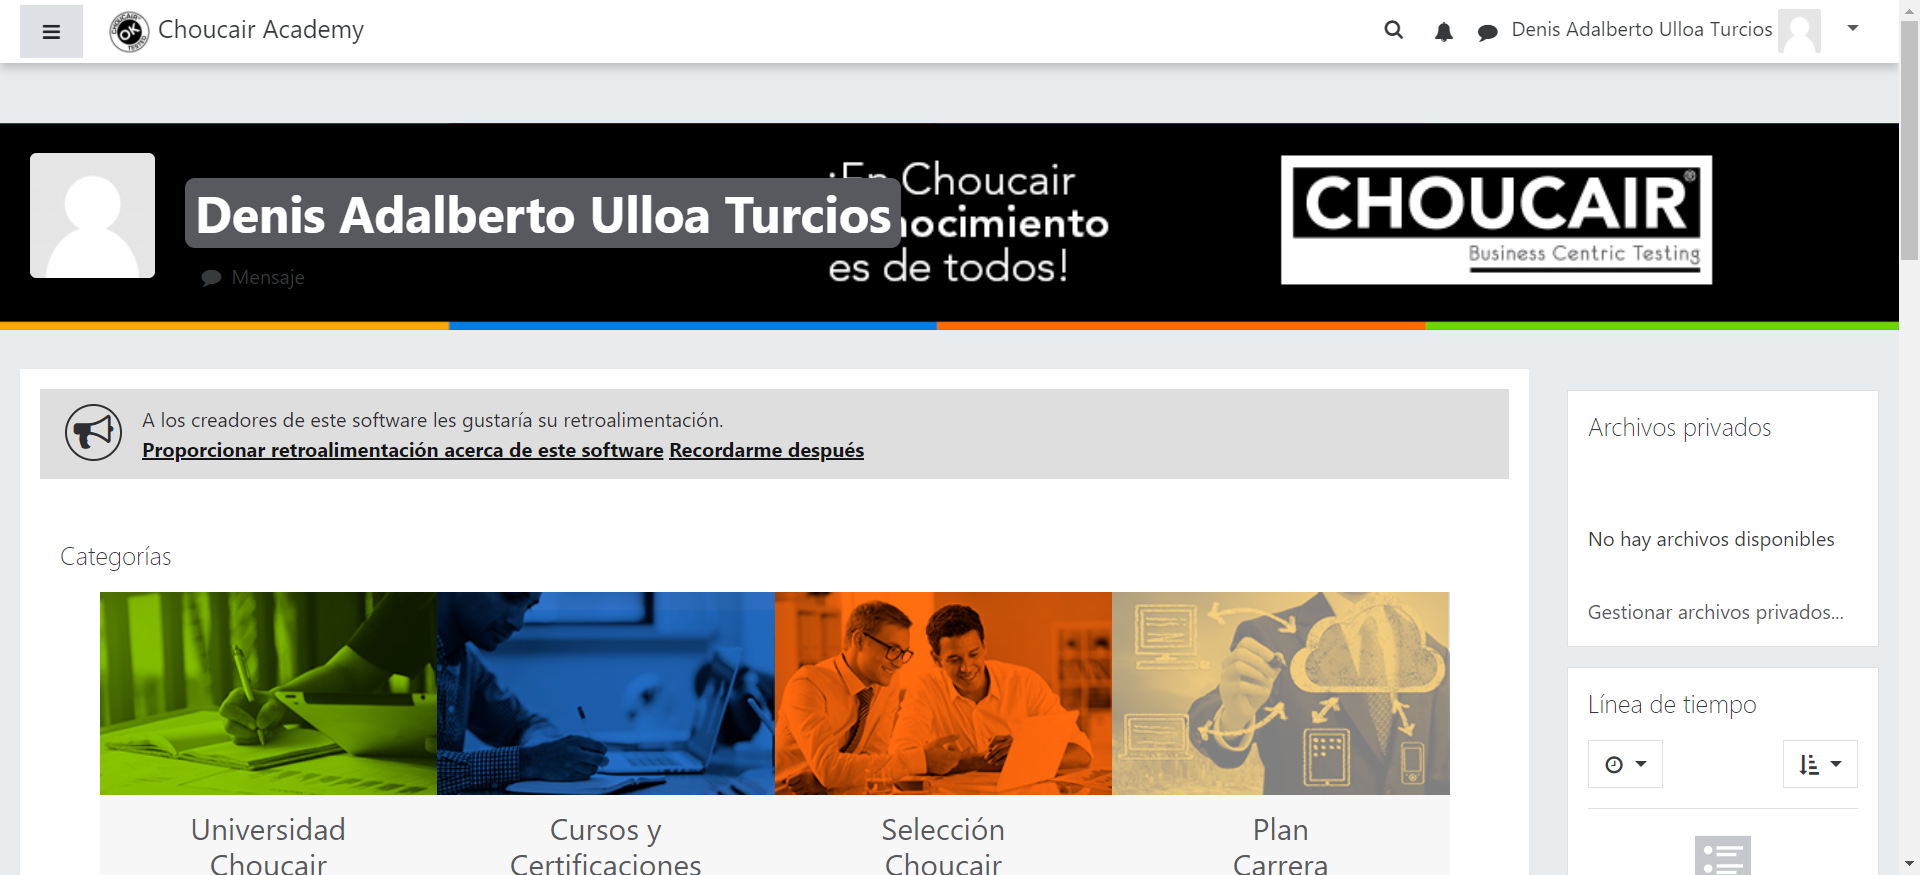 Choucair Academy
Denis Adalberto Ulloa Turcios
Denis Adalberto Ulloa Turcios
Mensaje
Choucair
es de todos!
CHOUCAIR®
Business Centric Testing
A los creadores de este software les gustaría su retroalimentación.
Proporcionar retroalimentación acerca de este software Recordarme después
Categorías
Universidad
Choucair
Cursos y
Certificaciones
Selección
Choucair
Plan
Carrera
Archivos privados
No hay archivos disponibles
Gestionar archivos privados...
Línea de tiempo